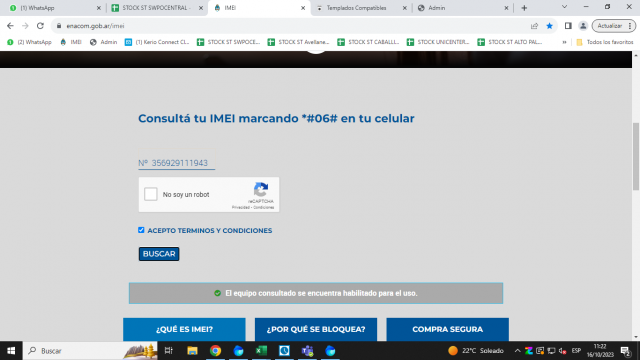 WhatsApp
STOCK ST SWPOCENTRAL -
IMEI
Templados Compatibles
Admin
enacom.gob.ar/imei
Actualizar
(2) WhatsApp
IMEI
Admin
(1) Kerio Connect Cl...
STOCK ST SWPOCE...
STOCK ST Avellane...
STOCK ST CABALLI...
STOCK UNICENTER...
STOCK ST ALTO PAL...
»
Todos los favoritos
Consultá tu IMEI marcando *#06# en tu celular
Nº 356929111943
No soy un robot
reCAPTCHA
Privacidad - Condiciones
ACEPTO TERMINOS Y CONDICIONES
BUSCAR
El equipo consultado se encuentra habilitado para el uso.
¿QUÉ ES IMEI?
¿POR QUÉ SE BLOQUEA?
COMPRA SEGURA
Buscar
22°C Soleado
ESP
11:22
16/10/2023